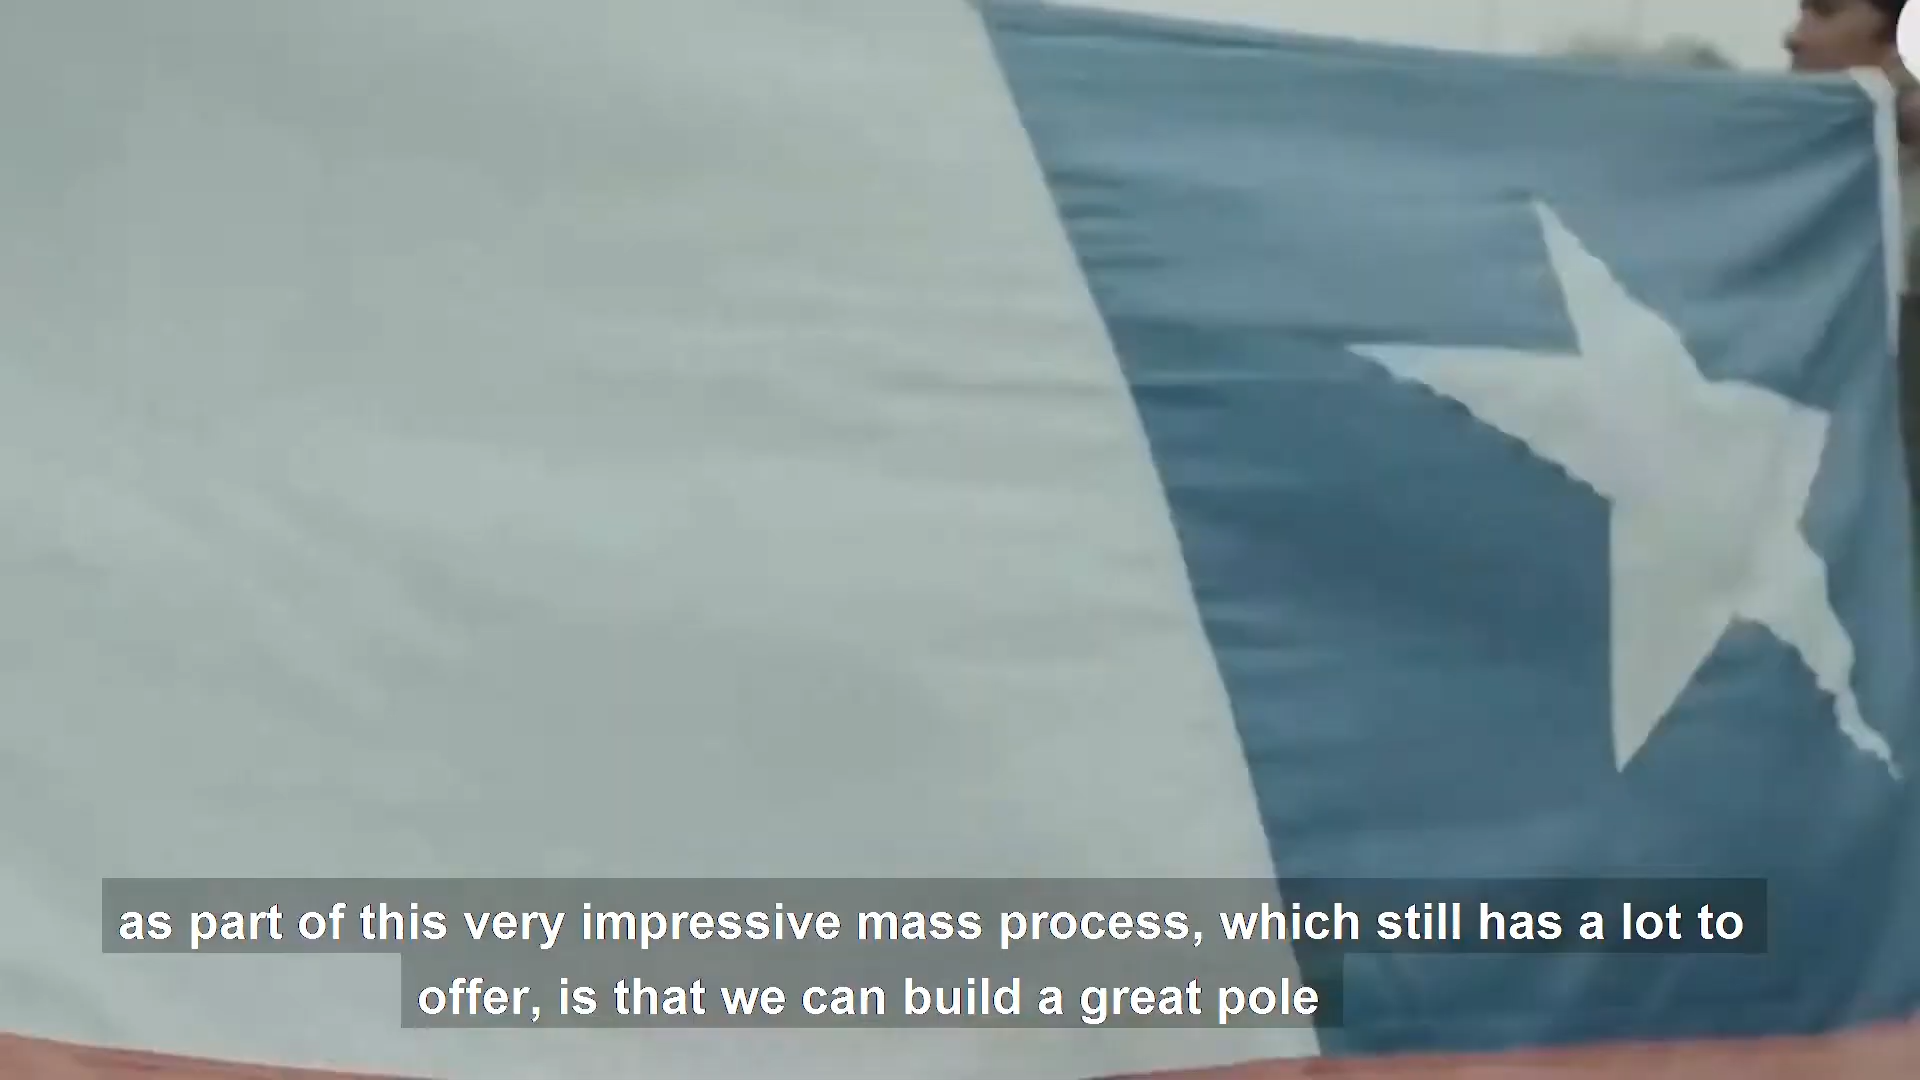 as part of this very impressive mass process, which still has a lot to
offer, is that we can build a great pole